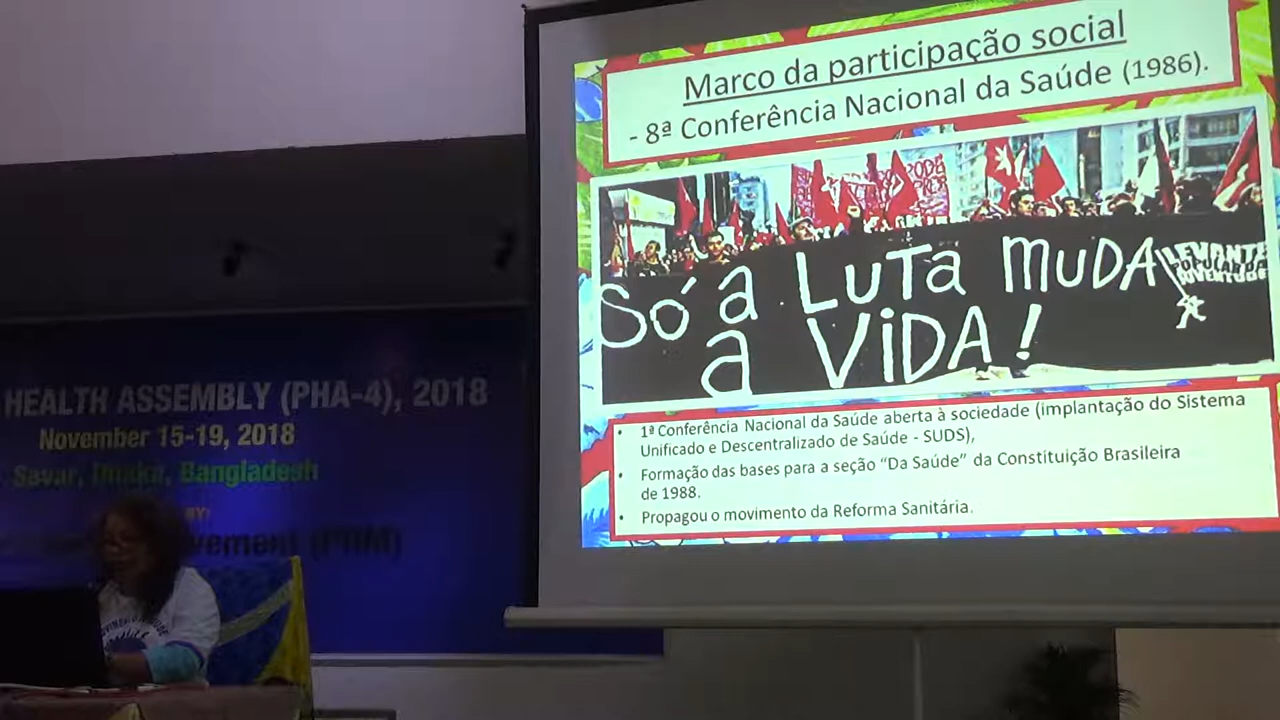 Marco da participação social
- 8ª Conferência Nacional da Saúde (1986).
Só a LUTa MUDA
a ViDA!
LEVANTE
POPULAR DA
JUVENTUDE
• 1ª Conferência Nacional da Saúde aberta à sociedade (implantação do Sistema
Unificado e Descentralizado de Saúde - SUDS),
• Formação das bases para a seção “Da Saúde” da Constituição Brasileira
de 1988.
• Propagou o movimento da Reforma Sanitária.
HEALTH ASSEMBLY (PHA-4), 2018
November 15-19, 2018
Savar, Dhaka, Bangladesh
BY:
vement (PHM)